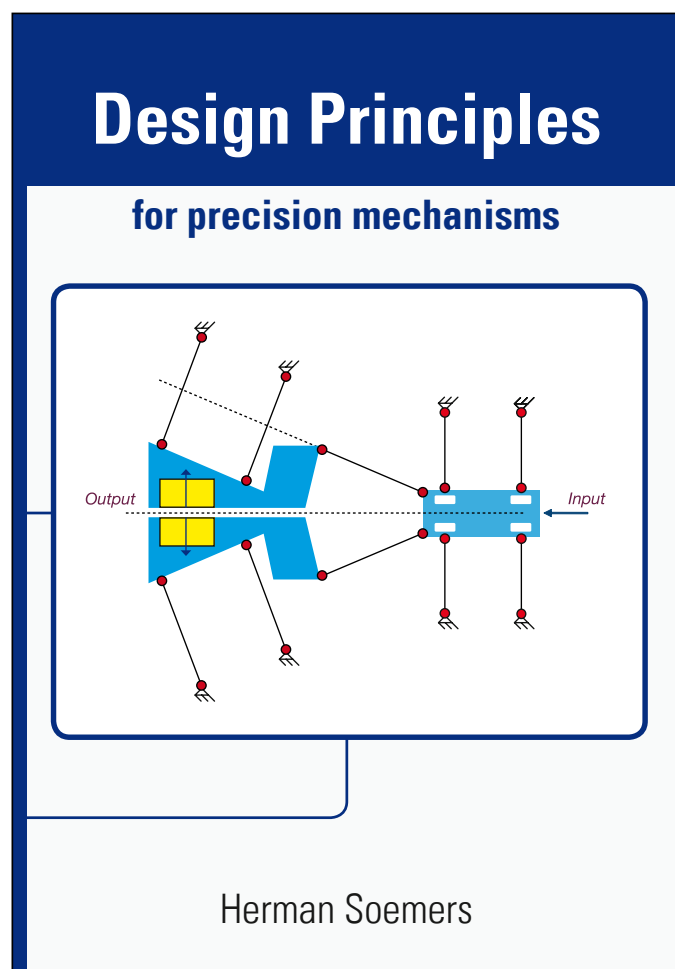 Design Principles
for precision mechanisms
Output
Input
Herman Soemers